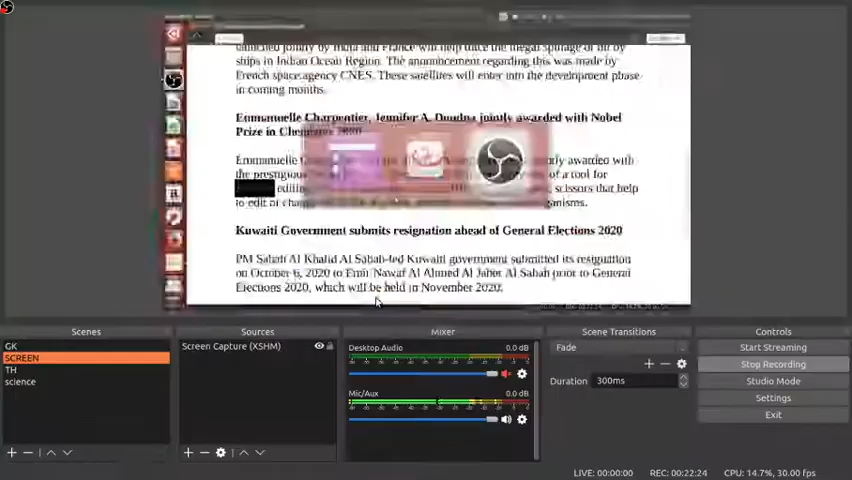 launched jointly by India and France will help trace the illegal spillage of oil by
ships in Indian Ocean Region. The announcement regarding this was made by
French space agency CNES. These satellites will enter into the development phase
in coming months.
Emmanuelle Charpentier, Jennifer A. Doudna jointly awarded with Nobel
Prize in Chemistry 2020
Emmanuelle jointly awarded with
the prestigious of a tool for
editing scissors that help
to edit or organisms.
Kuwaiti Government submits resignation ahead of General Elections 2020
PM Sabah Al Khalid Al Sabah-led Kuwaiti government submitted its resignation
on October 6, 2020 to Emir Nawaf Al Ahmed Al Jaber Al Sabah prior to General
Elections 2020, which will be held in November 2020.
Scenes
GK
SCREEN
TH
science
Sources
Screen Capture (XSHM)
Mixer
Desktop Audio 0.0 dB
Mic/Aux 0.0 dB
Scene Transitions
Fade
Duration 300ms
Controls
Start Streaming
Stop Recording
Studio Mode
Settings
Exit
LIVE: 00:00:00 REC: 00:22:24 CPU: 14.7%, 30.00 fps